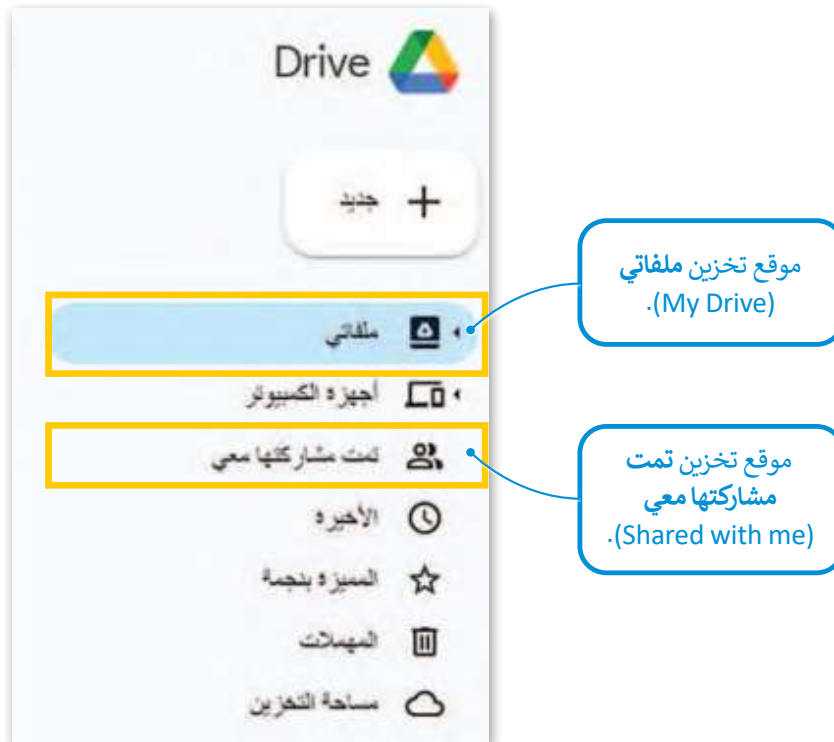 Drive
+ جديد
ملفاتي
أجهزة الكمبيوتر
تمت مشاركتها معي
الأخيرة
المميزة بنجمة
المهملات
مساحة التخزين
موقع تخزين ملفاتي
(My Drive).
موقع تخزين تمت
مشاركتها معي
(Shared with me).